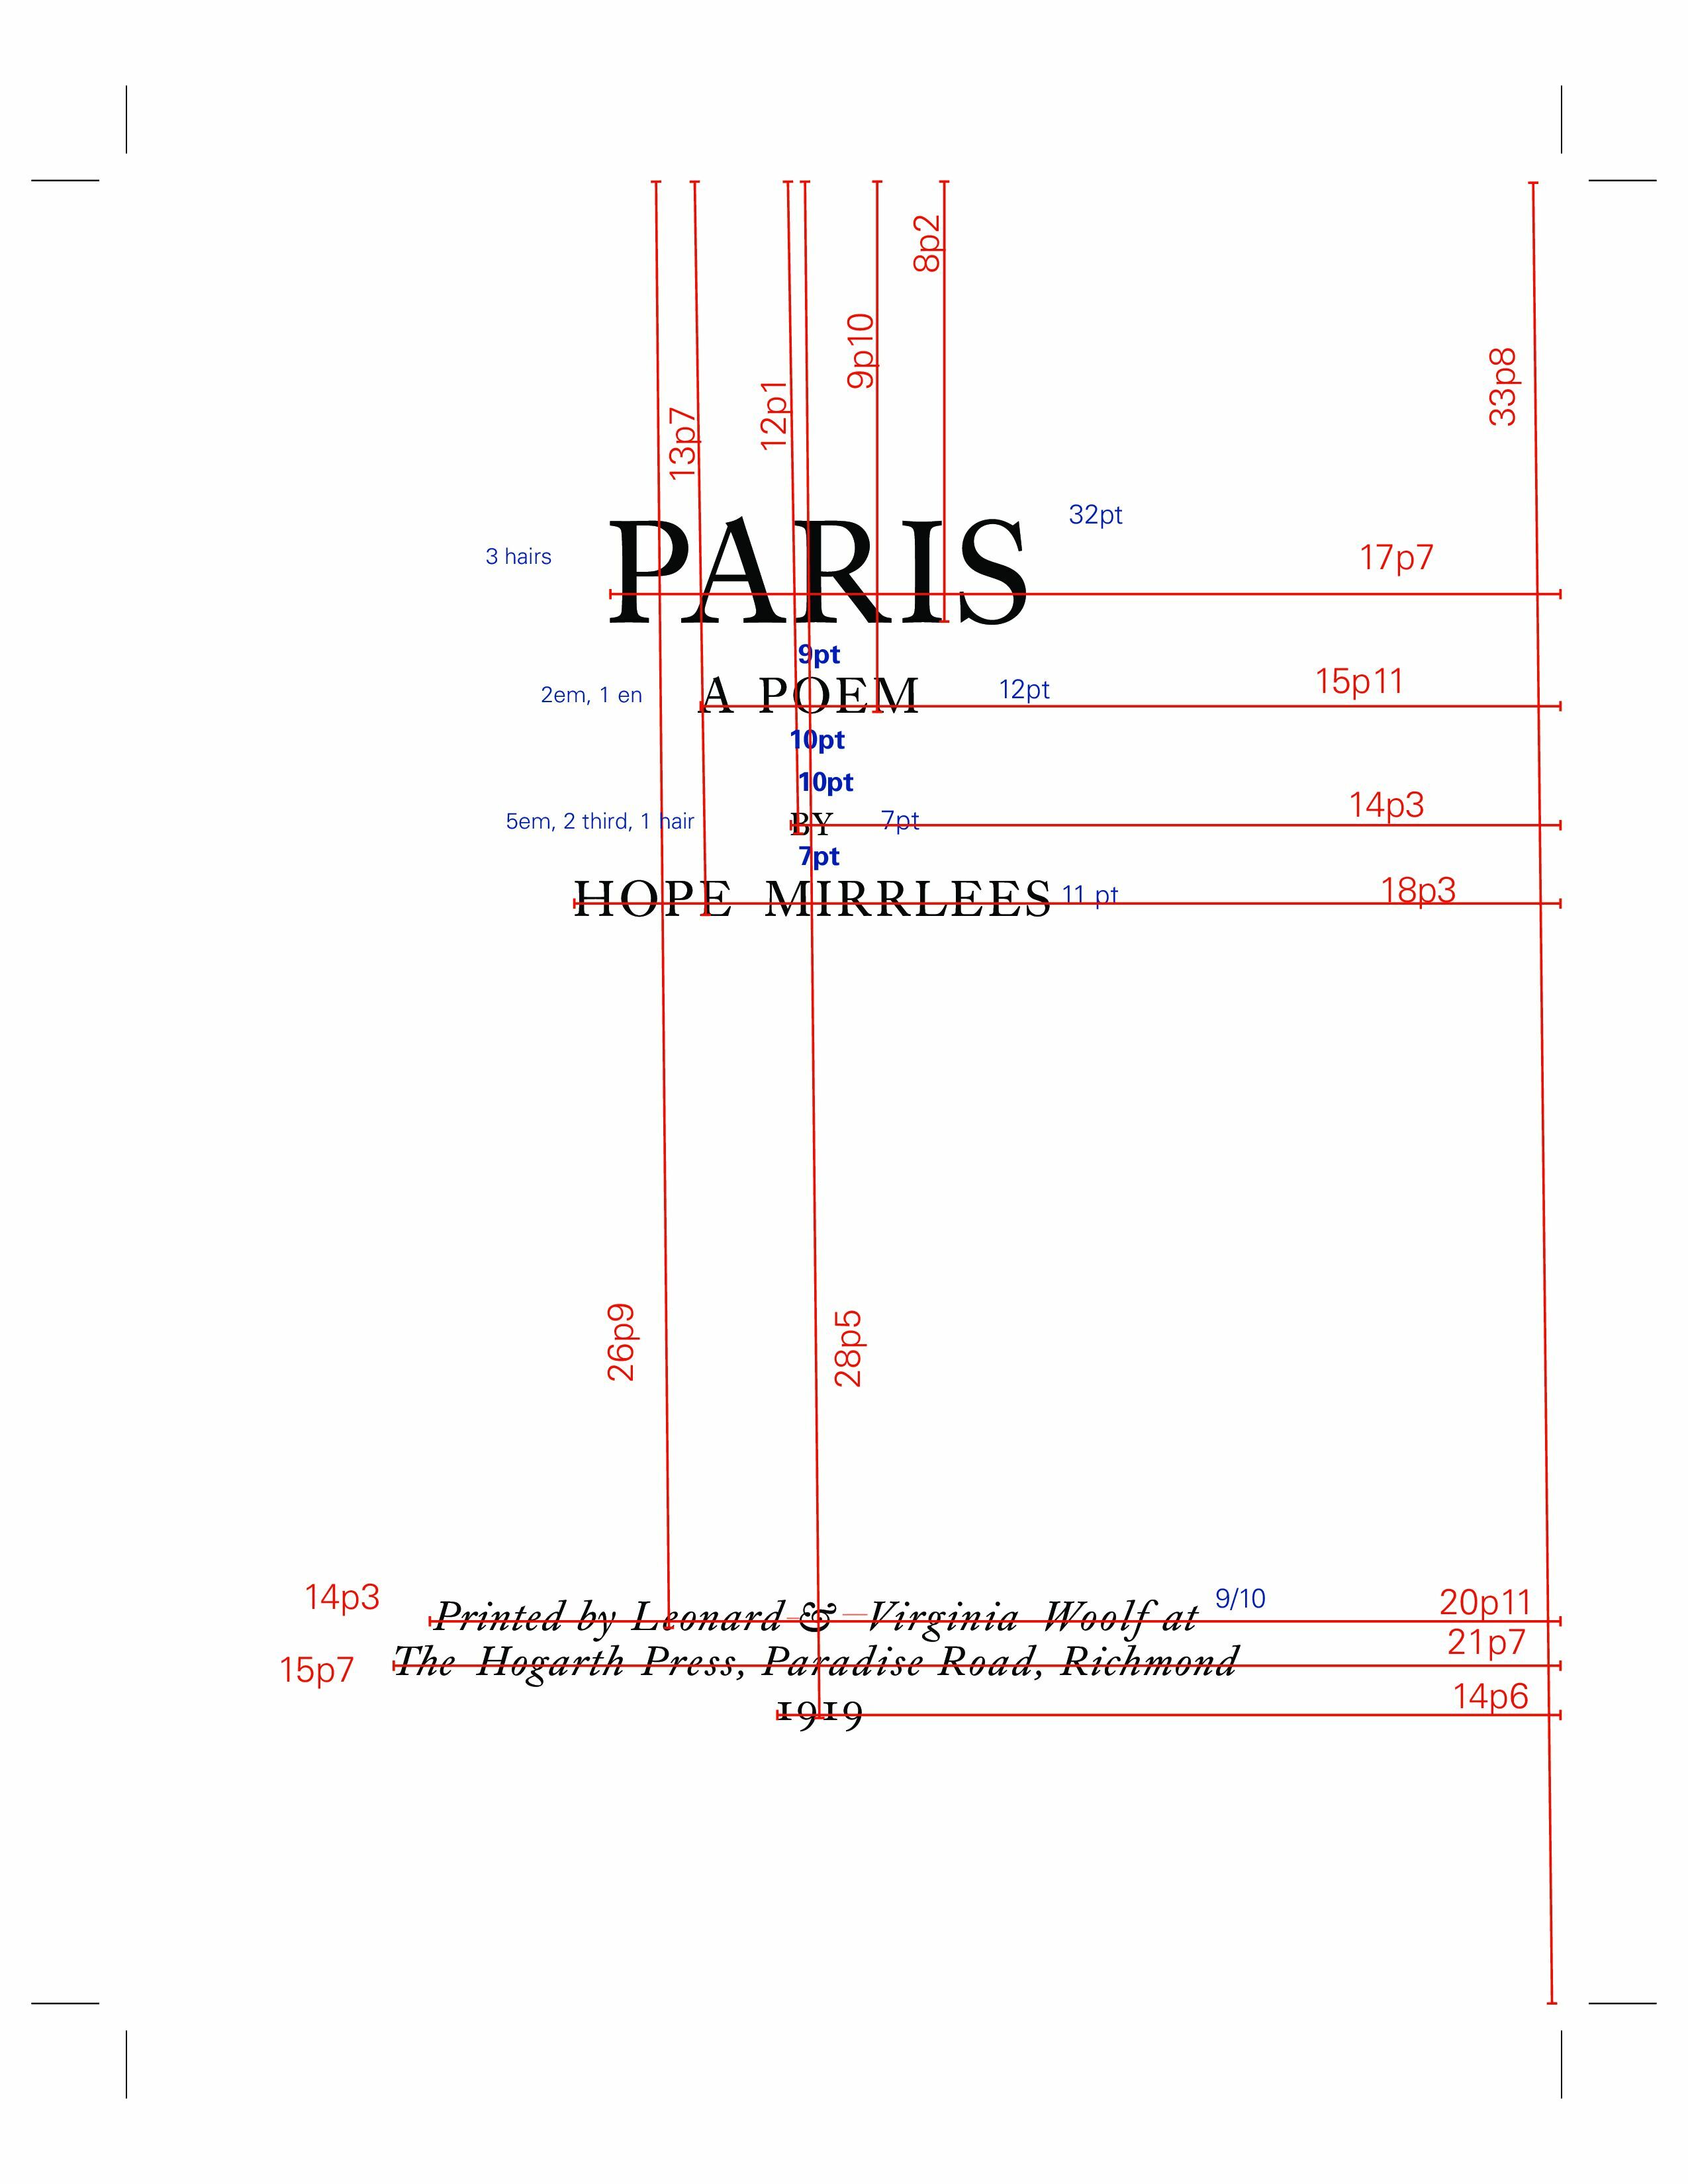 8p2
9p10
33p8
12p1
13p7
32pt
3 hairs
PARIS
17p7
9pt
2em, 1 en
A POEM
12pt
15p11
10pt
10pt
5em, 2 third, 1 hair
BY
7pt
14p3
7pt
HOPE MIRRLEES
11 pt
18p3
26p9
28p5
14p3
Printed by Leonard & Virginia Woolf at
9/10
20p11
21p7
15p7
The Hogarth Press, Paradise Road, Richmond
14p6
1919